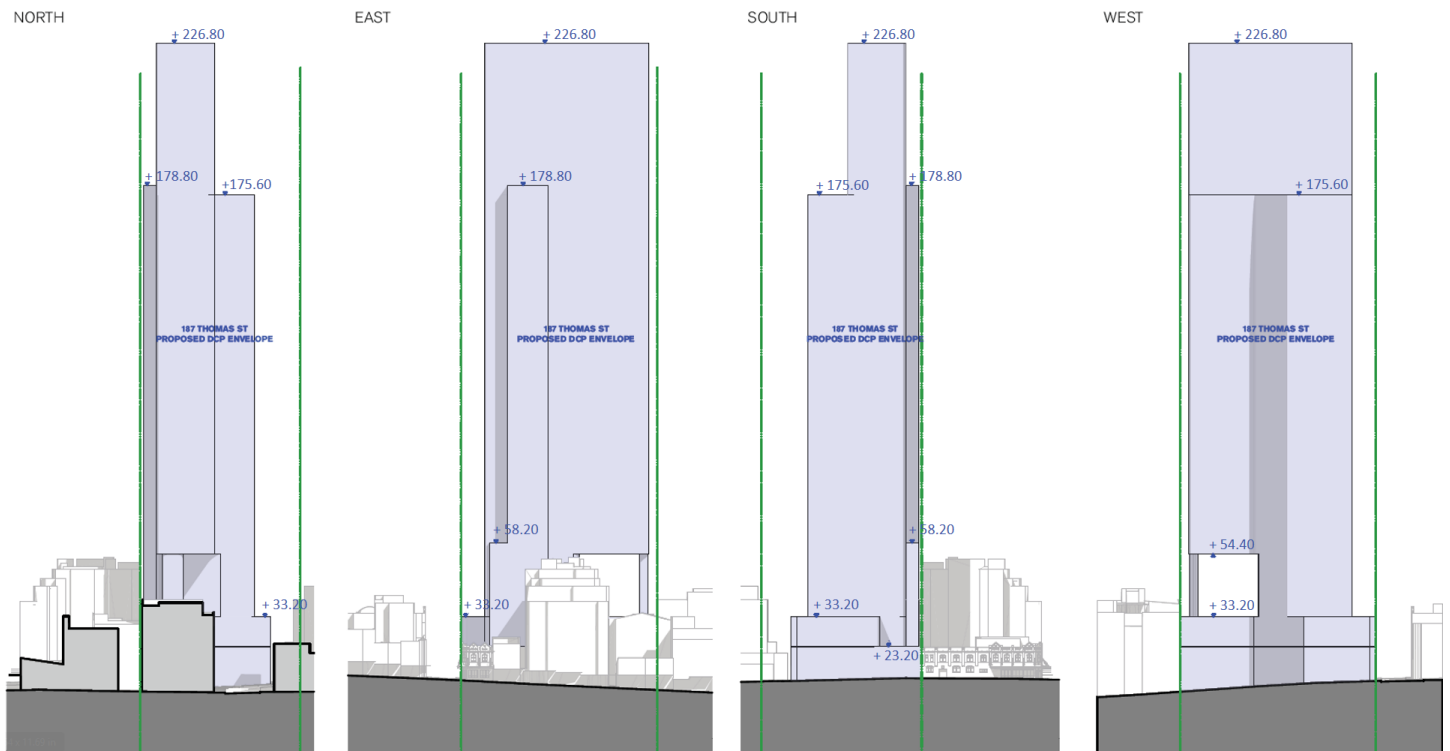 NORTH
EAST
SOUTH
WEST
+ 226.80
+ 226.80
+ 226.80
+ 226.80
+ 178.80
+175.60
+ 178.80
+ 175.60
+ 178.80
+ 175.60
187 THOMAS ST
PROPOSED DCP ENVELOPE
187 THOMAS ST
PROPOSED DCP ENVELOPE
187 THOMAS ST
PROPOSED DCP ENVELOPE
187 THOMAS ST
PROPOSED DCP ENVELOPE
+ 58.20
+ 58.20
+ 54.40
+ 33.20
+ 33.20
+ 33.20
+ 33.20
+ 23.20